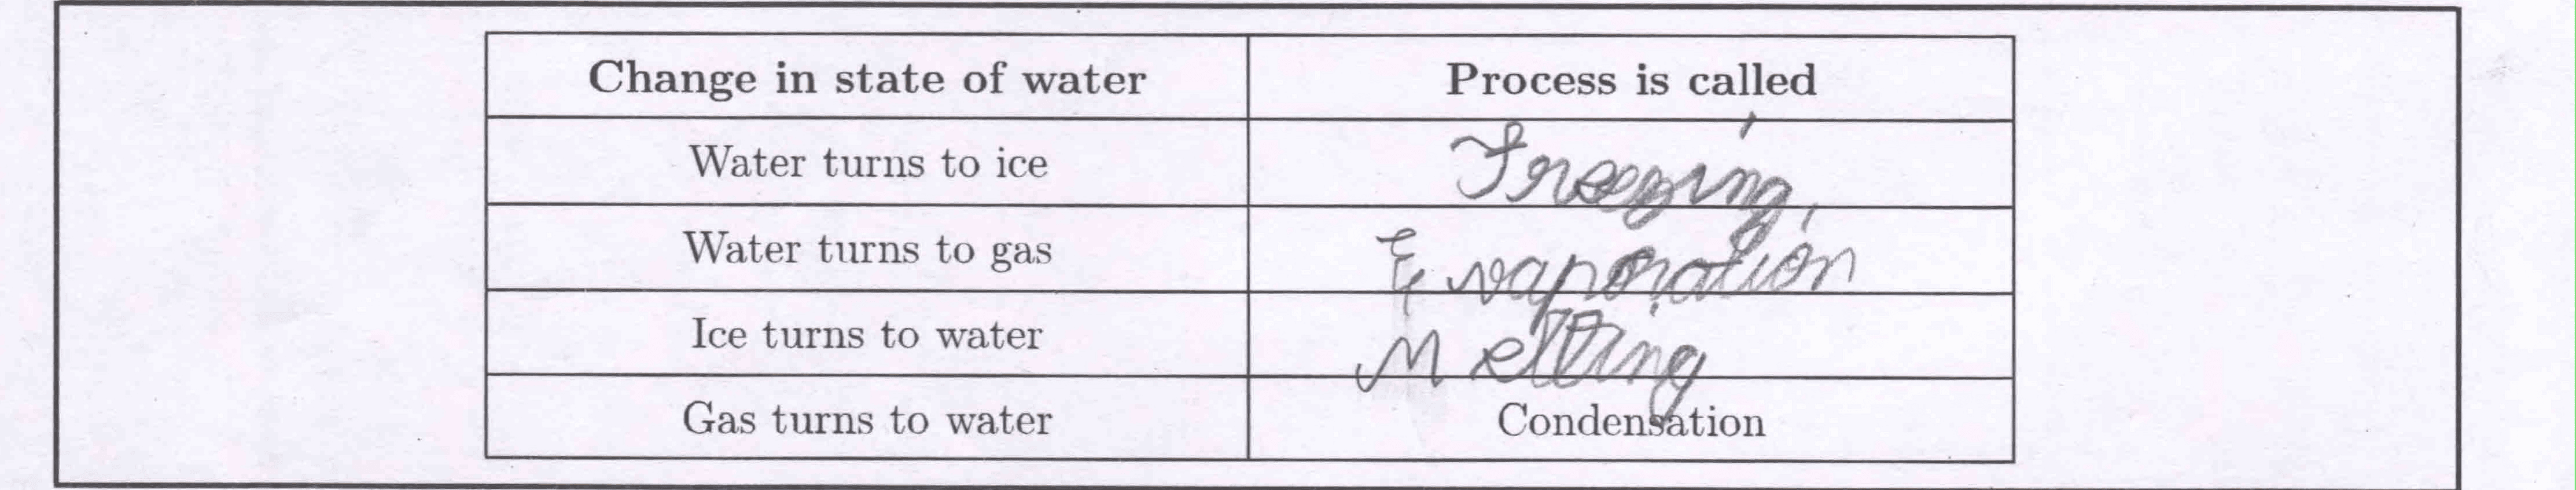 Change in state of water Process is called
Water turns to ice Freezing
Water turns to gas Evaporation
Ice turns to water Melting
Gas turns to water Condensation